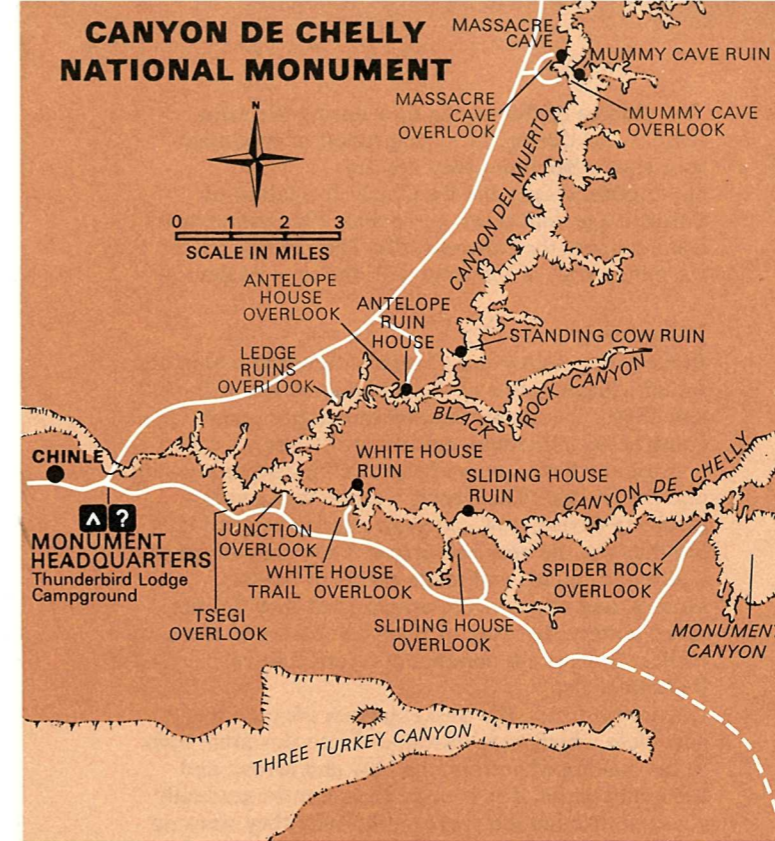 CANYON DE CHELLY
NATIONAL MONUMENT
MASSACRE
CAVE
MUMMY CAVE RUIN
MASSACRE
CAVE
OVERLOOK
MUMMY CAVE
OVERLOOK
N
0 1 2 3
SCALE IN MILES
CANYON DEL MUERTO
ANTELOPE
HOUSE
OVERLOOK
ANTELOPE
RUIN
HOUSE
STANDING COW RUIN
LEDGE
RUINS
OVERLOOK
BLACK ROCK CANYON
CHINLE
WHITE HOUSE
RUIN
SLIDING HOUSE
RUIN
CANYON DE CHELLY
?
MONUMENT
HEADQUARTERS
Thunderbird Lodge
Campground
JUNCTION
OVERLOOK
WHITE HOUSE
TRAIL OVERLOOK
SPIDER ROCK
OVERLOOK
TSEGI
OVERLOOK
SLIDING HOUSE
OVERLOOK
MONUMEN
CANYON
THREE TURKEY CANYON